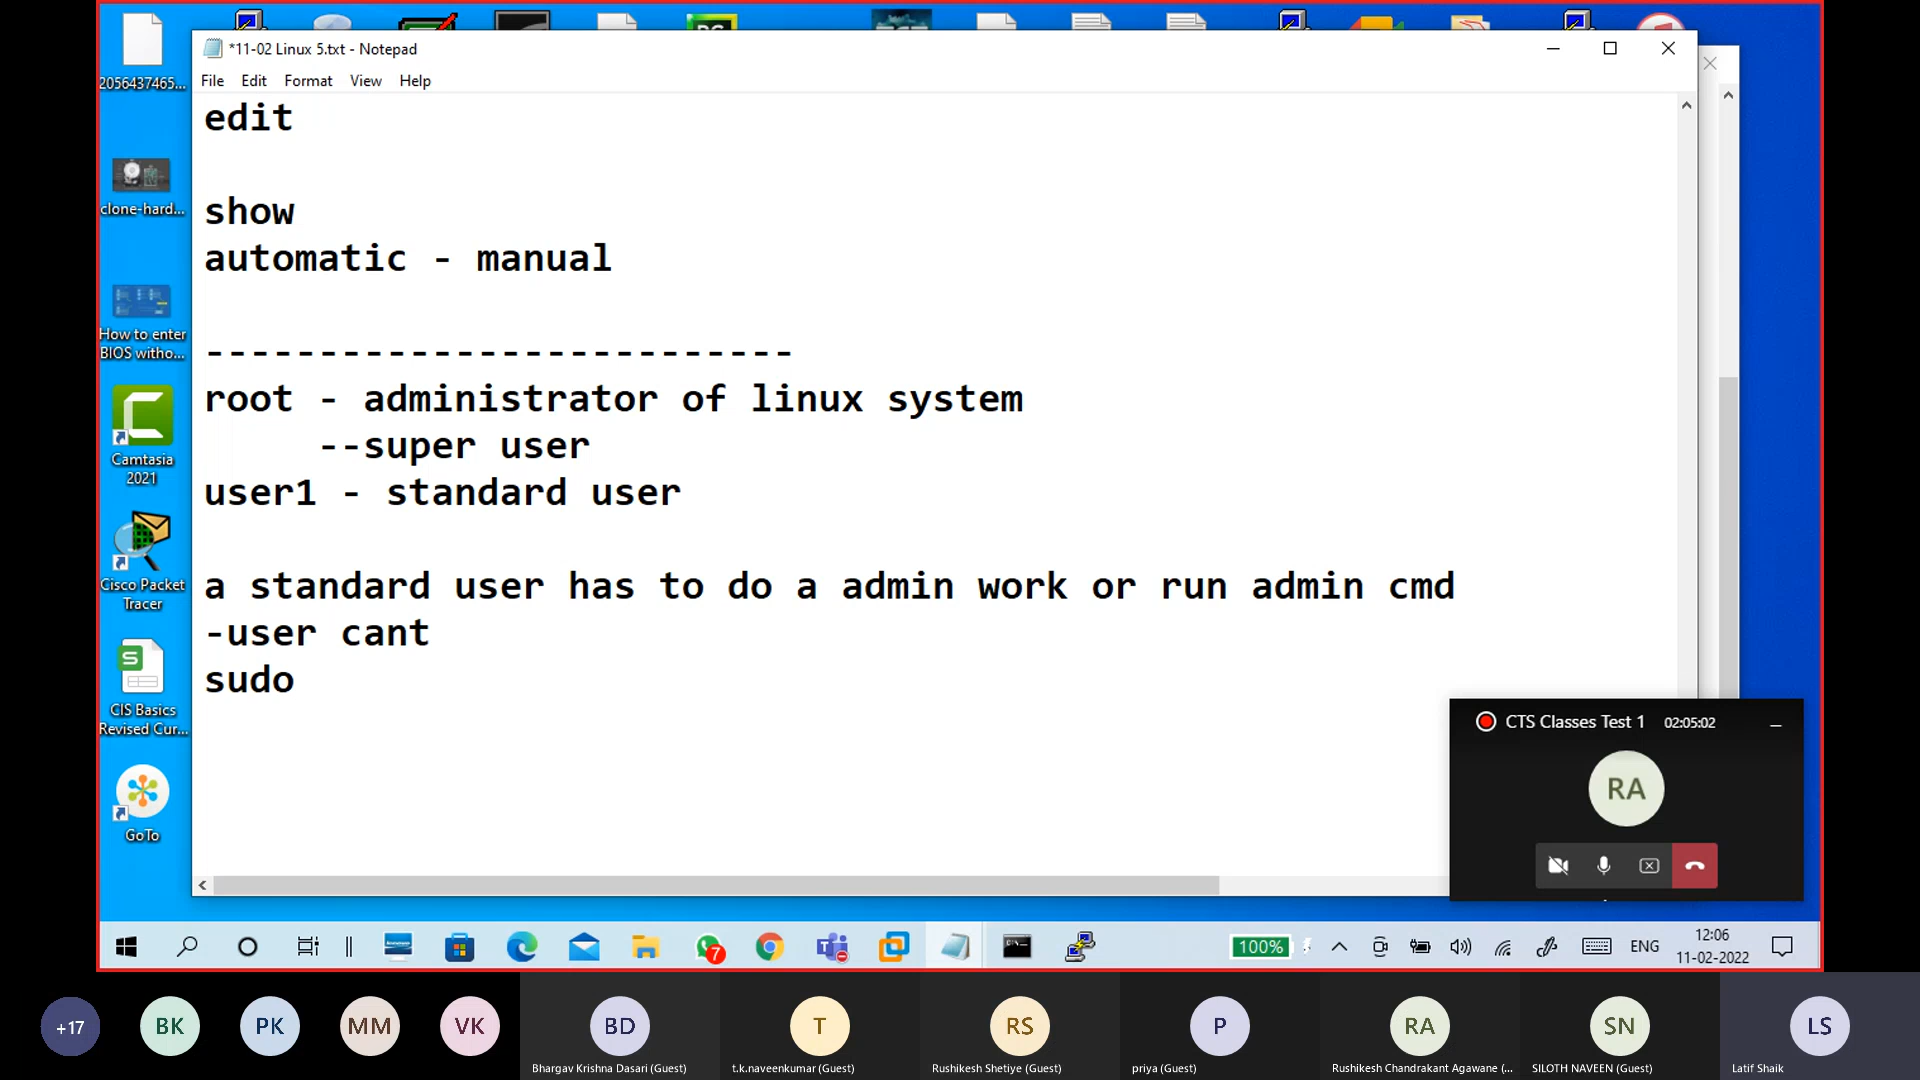 2056437465...
clone-hard...
How to enter
BIOS witho...
Camtasia
2021
Cisco Packet
Tracer
S
CIS Basics
Revised Cur...
GoTo
*11-02 Linux 5.txt - Notepad
File Edit Format View Help
edit
show
automatic - manual
--------------------------
root - administrator of linux system
--super user
user1 - standard user
a standard user has to do a admin work or run admin cmd
-user cant
sudo
CTS Classes Test 1 02:05:02
RA
7
100%
ENG
12:06
11-02-2022
+17
BK
PK
MM
VK
BD
Bhargav Krishna Dasari (Guest)
T
t.k.naveenkumar (Guest)
RS
Rushikesh Shetiye (Guest)
P
priya (Guest)
RA
Rushikesh Chandrakant Agawane (...
SN
SILOTH NAVEEN (Guest)
LS
Latif Shaik